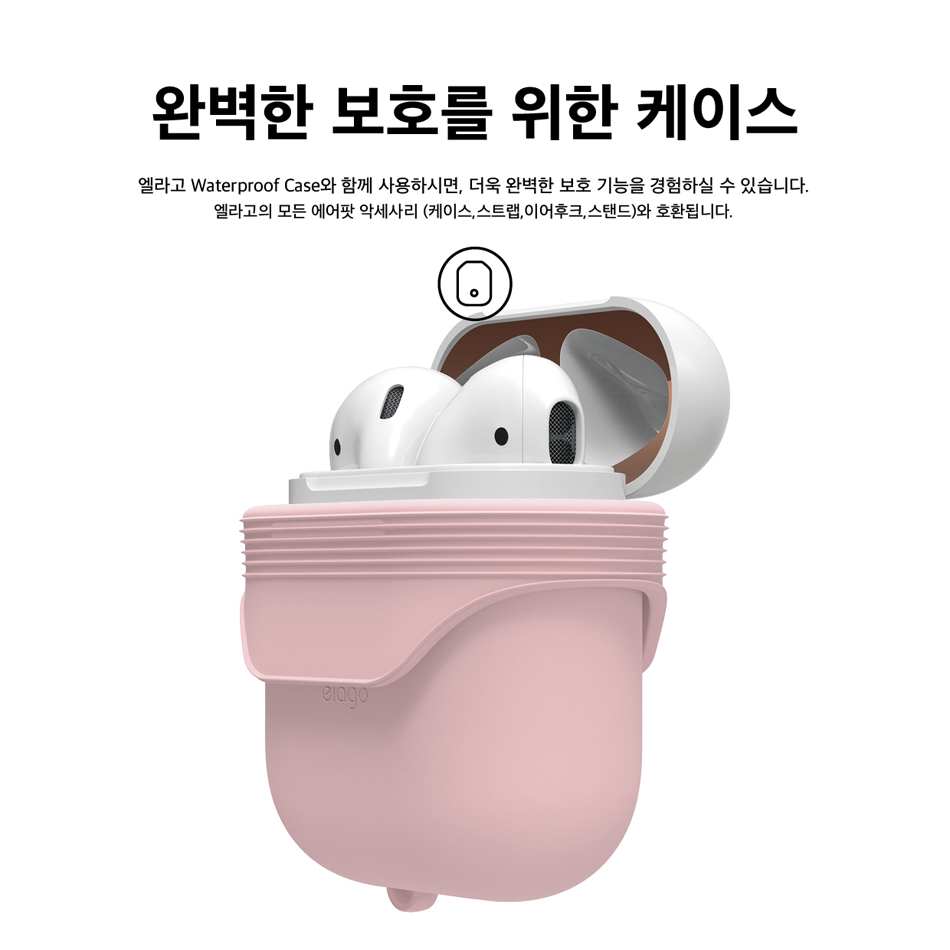 완벽한 보호를 위한 케이스
엘라고 Waterproof Case와 함께 사용하시면, 더욱 완벽한 보호 기능을 경험하실 수 있습니다.
엘라고의 모든 에어팟 악세사리 (케이스,스트랩,이어후크,스탠드)와 호환됩니다.
elago